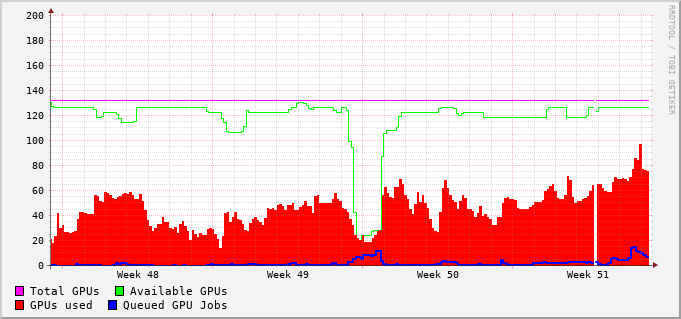 200
180
160
140
120
100
80
60
40
20
0
Week 48 Week 49 Week 50 Week 51
Total GPUs Available GPUs
GPUs used Queued GPU Jobs
RRDTOOL / TOBI OETIKER